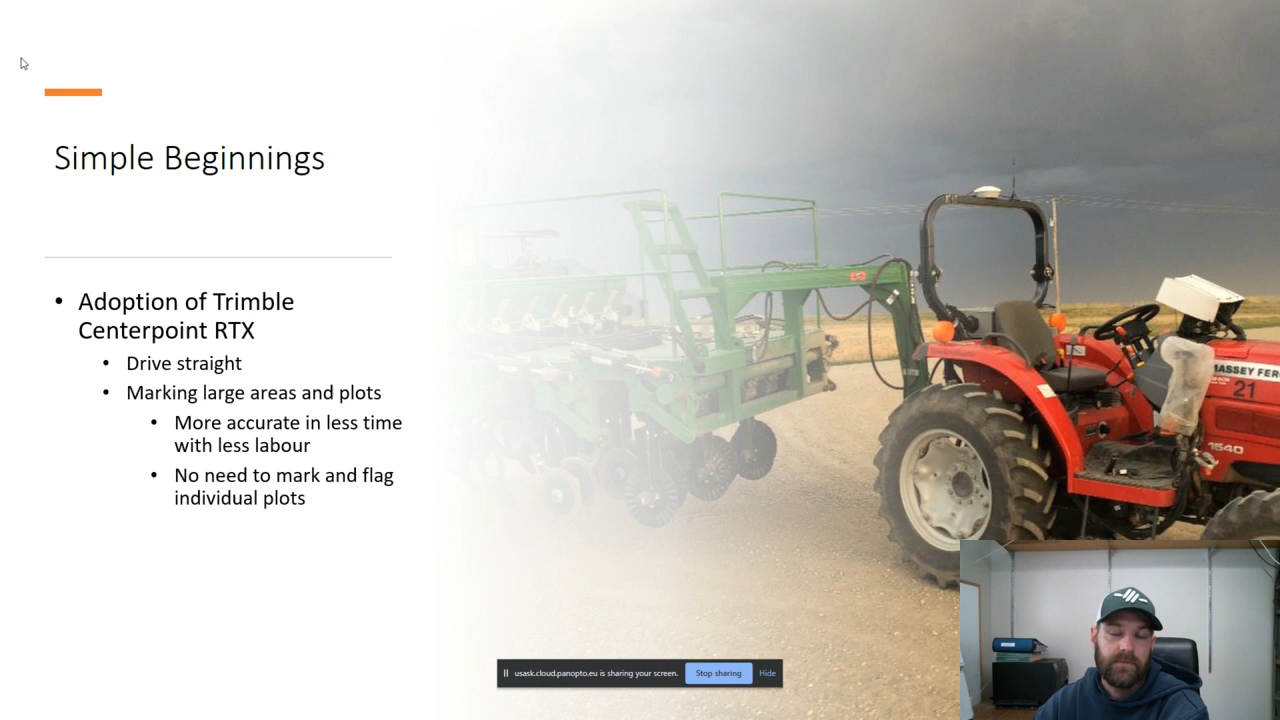 Simple Beginnings
• Adoption of Trimble
Centerpoint RTX
• Drive straight
• Marking large areas and plots
• More accurate in less time
with less labour
• No need to mark and flag
individual plots
MASSEY FER
21
1540
usask.cloud.panopto.eu is sharing your screen.
Stop sharing
Hide